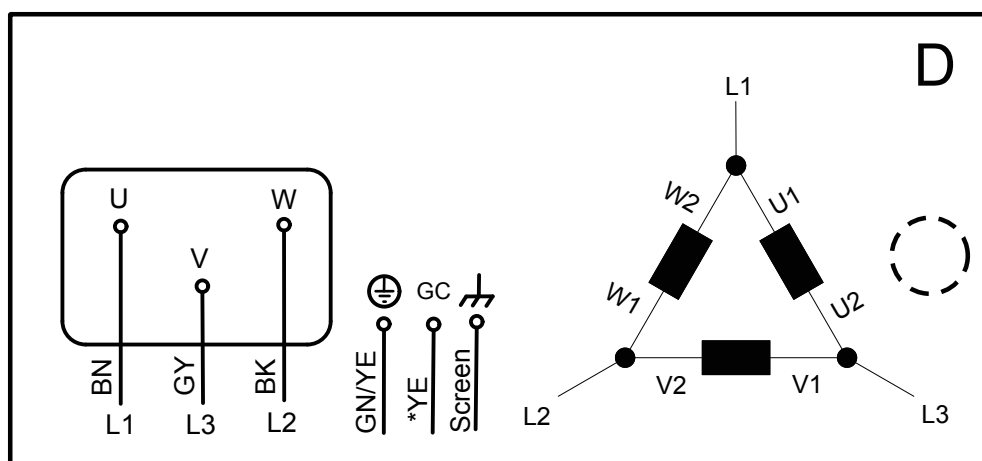 D
L1
U
W
V
W2
U1
W1
U2
V2
V1
L2
L3
GC
BN
GY
BK
GN/YE
*YE
Screen
L1
L3
L2